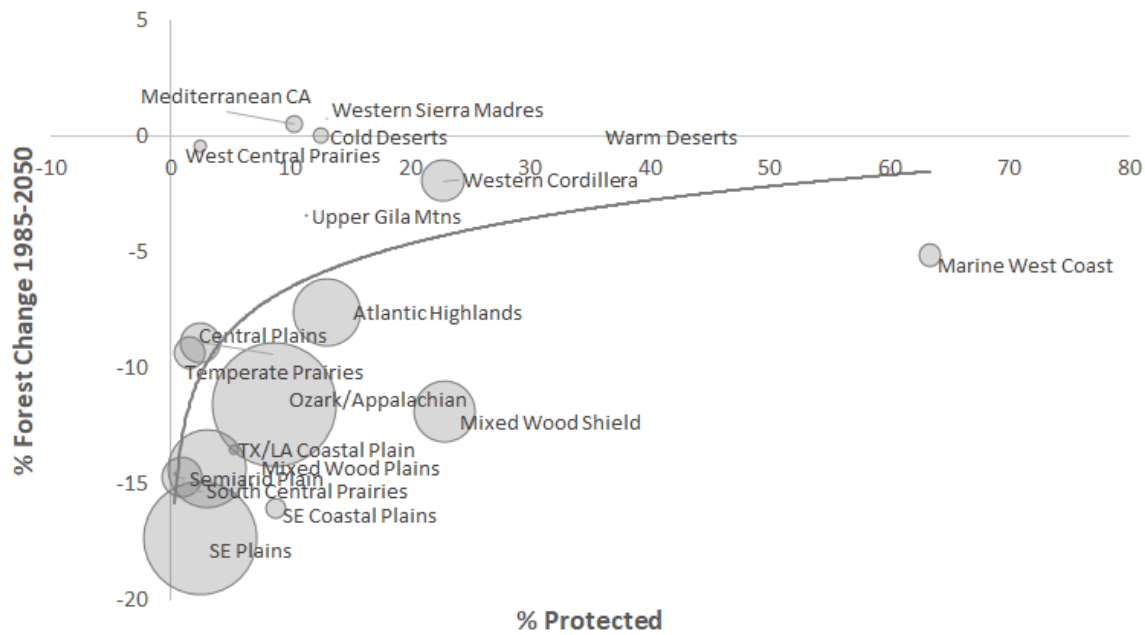 5
Mediterranean CA
Western Sierra Madres
0
Cold Deserts
Warm Deserts
West Central Prairies
-10
0
10
20
30
40
50
60
70
80
Western Cordillera
Upper Gila Mtns
-5
Marine West Coast
Atlantic Highlands
Central Plains
-10
Temperate Prairies
Ozark/Appalachian
Mixed Wood Shield
TX/LA Coastal Plain
Mixed Wood Plains
-15
Semiarid Plain
South Central Prairies
SE Coastal Plains
SE Plains
-20
% Forest Change 1985-2050
% Protected